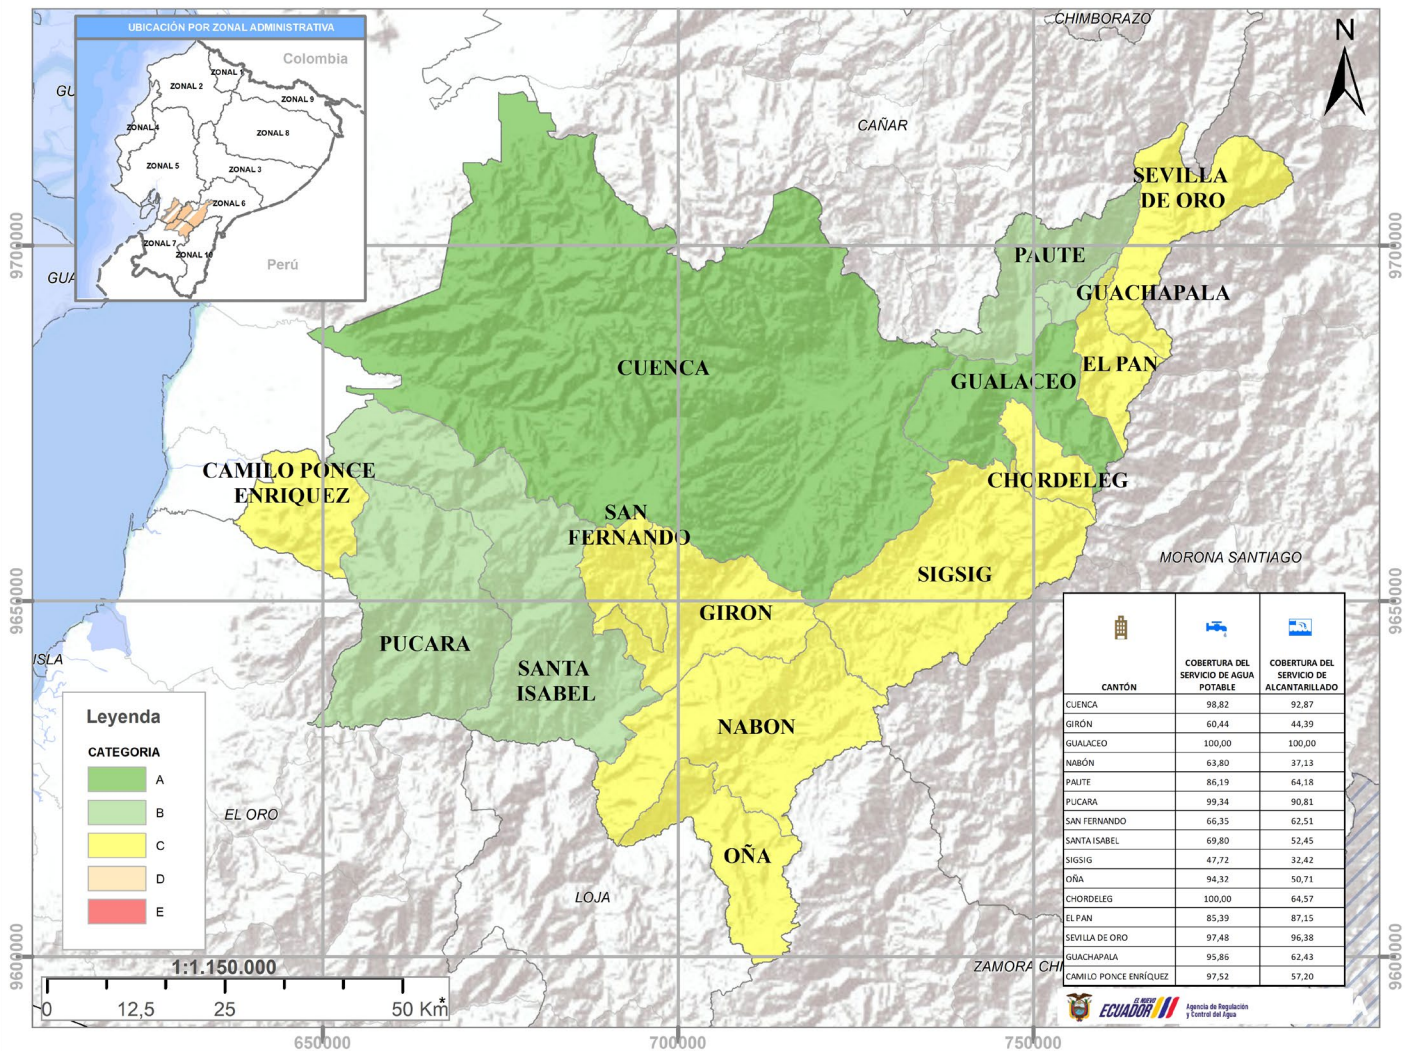 UBICACIÓN POR ZONAL ADMINISTRATIVA
Colombia
ZONAL 1
ZONAL 2
ZONAL 9
ZONAL 4
ZONAL 8
ZONAL 5
ZONAL 3
ZONAL 6
ZONAL 7
ZONAL 10
Perú
GU
GUA
ISLA
CHIMBORAZO
N
CAÑAR
SEVILLA
DE ORO
PAUTE
GUACHAPALA
CUENCA
EL PAN
GUALACEO
CAMILO PONCE
ENRIQUEZ
CHORDELEG
SAN
FERNANDO
MORONA SANTIAGO
SIGSIG
GIRON
PUCARA
SANTA
ISABEL
NABON
OÑA
EL ORO
LOJA
ZAMORA CHI
9700000
9650000
9600000
9700000
9650000
9600000
650000
700000
750000
Leyenda
CATEGORIA
A
B
C
D
E
1:1.150.000
0 12,5 25 50 Km
*
CANTÓN COBERTURA DEL SERVICIO DE AGUA POTABLE COBERTURA DEL SERVICIO DE ALCANTARILLADO
CUENCA 98,82 92,87
GIRÓN 60,44 44,39
GUALACEO 100,00 100,00
NABÓN 63,80 37,13
PAUTE 86,19 64,18
PUCARA 99,34 90,81
SAN FERNANDO 66,35 62,51
SANTA ISABEL 69,80 52,45
SIGSIG 47,72 32,42
OÑA 94,32 50,71
CHORDELEG 100,00 64,57
EL PAN 85,39 87,15
SEVILLA DE ORO 97,48 96,38
GUACHAPALA 95,86 62,43
CAMILO PONCE ENRÍQUEZ 97,52 57,20
EL NUEVO
ECUADOR
Agencia de Regulación
y Control del Agua